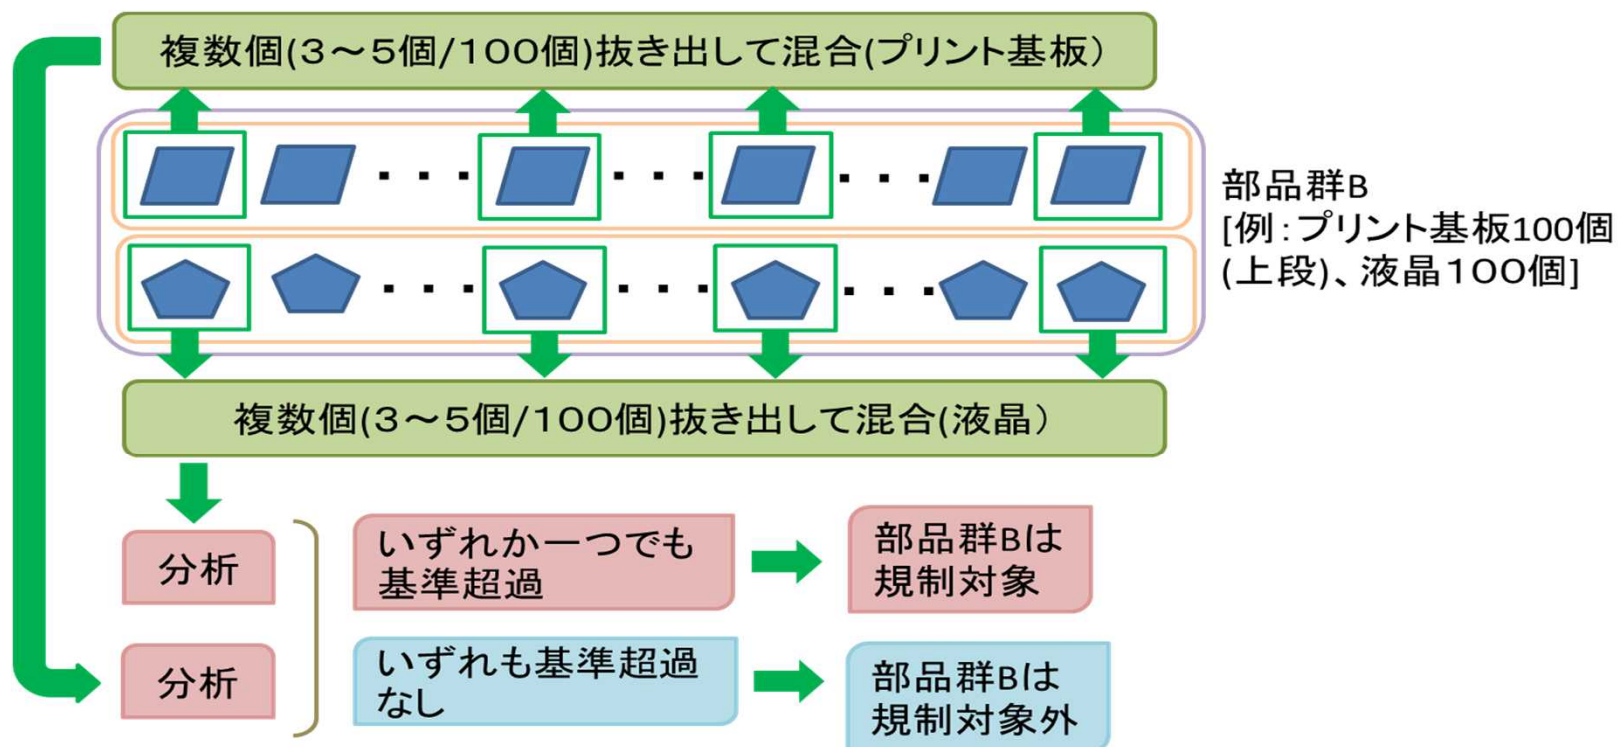 複数個(3～5個/100個)抜き出して混合(プリント基板)
・・・ ・・・ ・・・
部品群B
[例:プリント基板100個
(上段)、液晶100個]
・・・ ・・・ ・・・
複数個(3～5個/100個)抜き出して混合(液晶)
分析
いずれか一つでも
基準超過
部品群Bは
規制対象
分析
いずれも基準超過
なし
部品群Bは
規制対象外